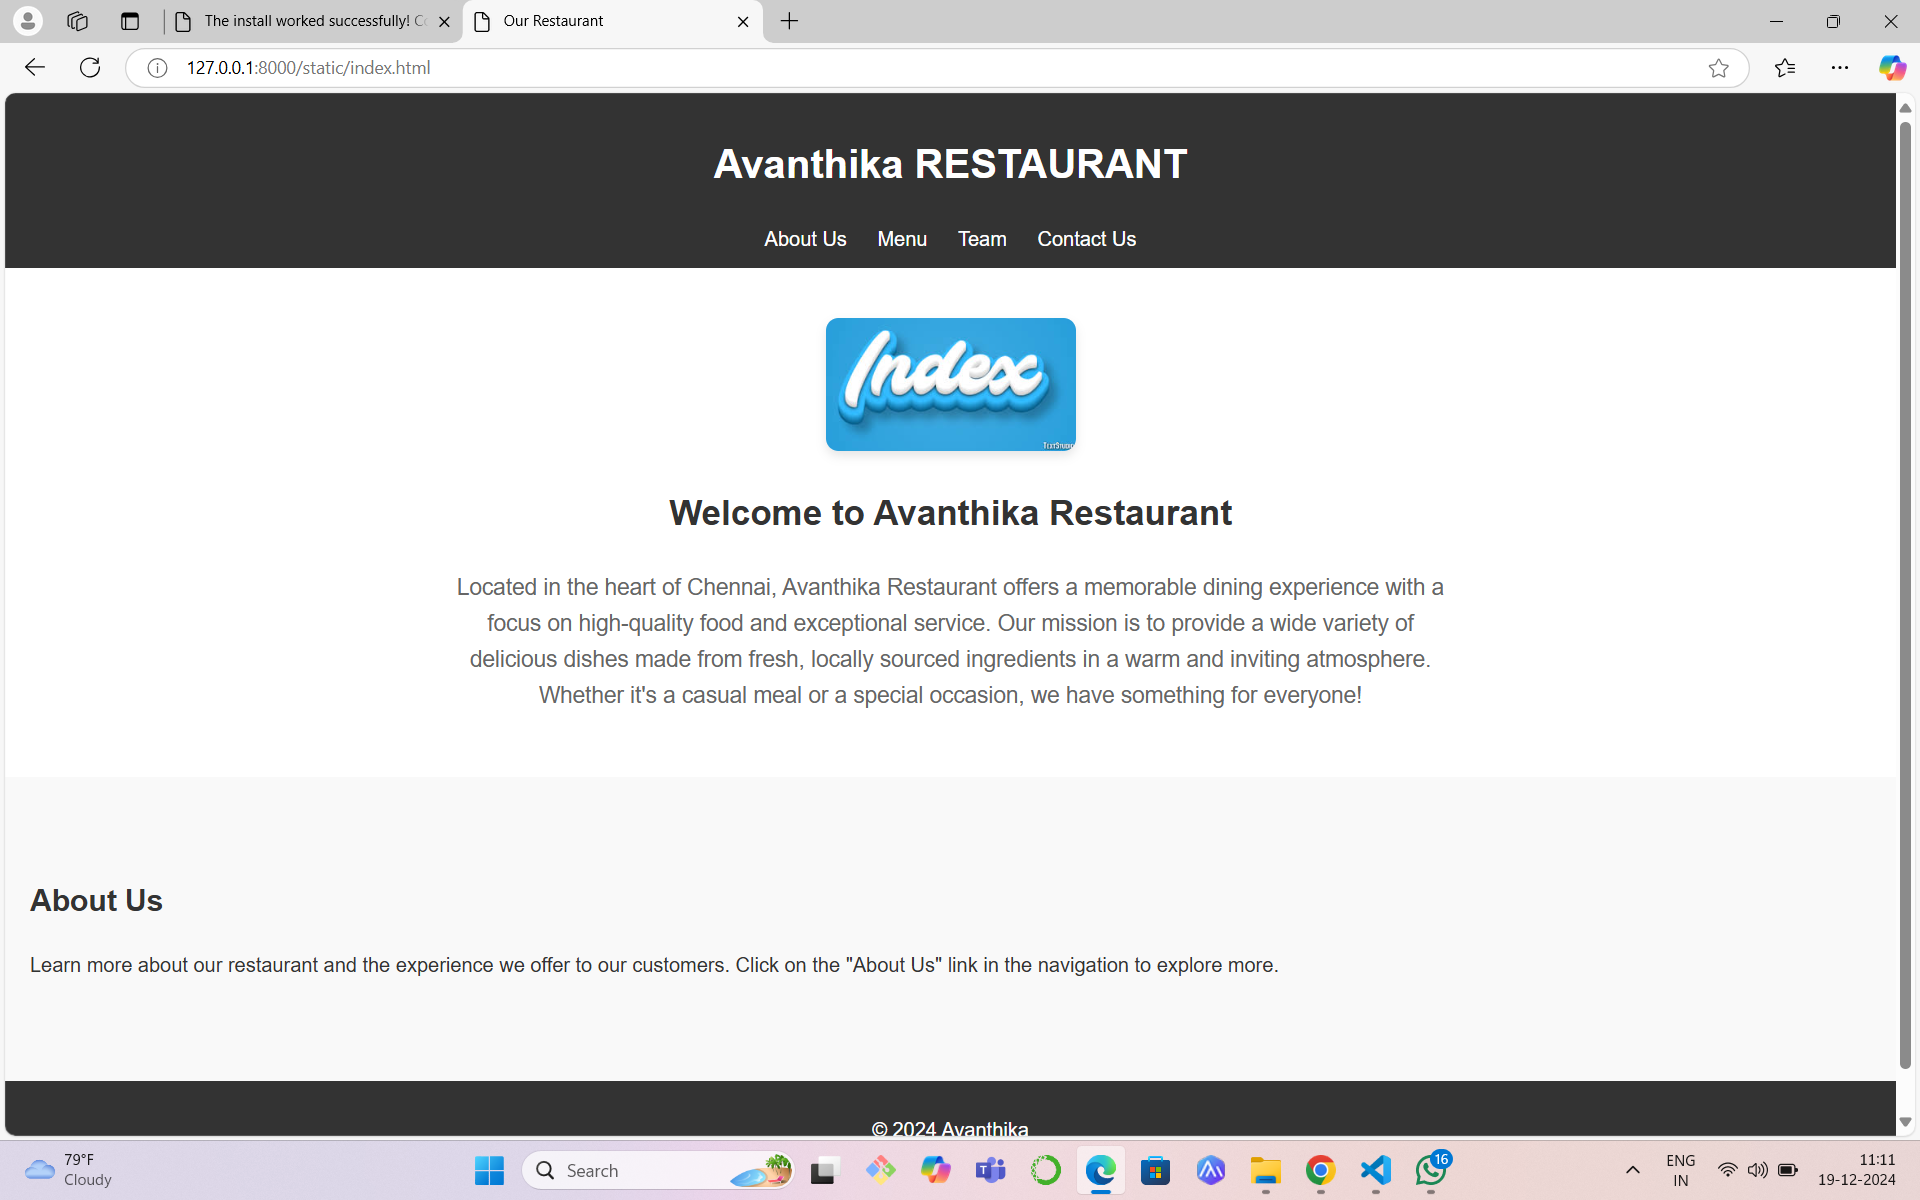 The install worked successfully! Co
Our Restaurant
127.0.0.1:8000/static/index.html
Avanthika RESTAURANT
About Us Menu Team Contact Us
Index
TextStudio
Welcome to Avanthika Restaurant
Located in the heart of Chennai, Avanthika Restaurant offers a memorable dining experience with a
focus on high-quality food and exceptional service. Our mission is to provide a wide variety of
delicious dishes made from fresh, locally sourced ingredients in a warm and inviting atmosphere.
Whether it's a casual meal or a special occasion, we have something for everyone!
About Us
Learn more about our restaurant and the experience we offer to our customers. Click on the "About Us" link in the navigation to explore more.
© 2024 Avanthika
79°F
Cloudy
Search
16
ENG
IN
11:11
19-12-2024